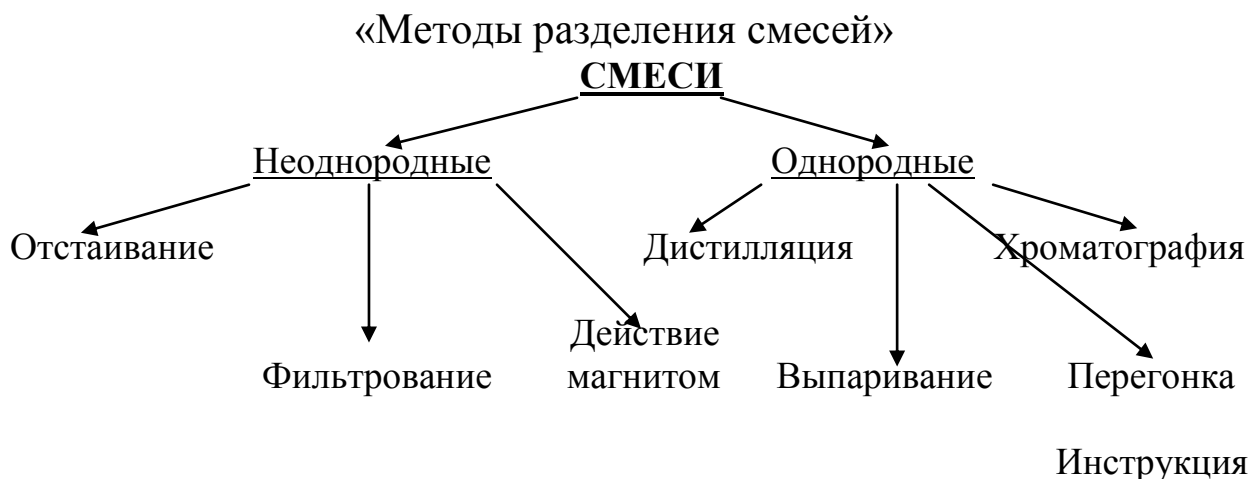 «Методы разделения смесей»
СМЕСИ
Неоднородные Однородные
Отстаивание Дистилляция Хроматография
Действие
Фильтрование магнитом Выпаривание Перегонка
Инструкция